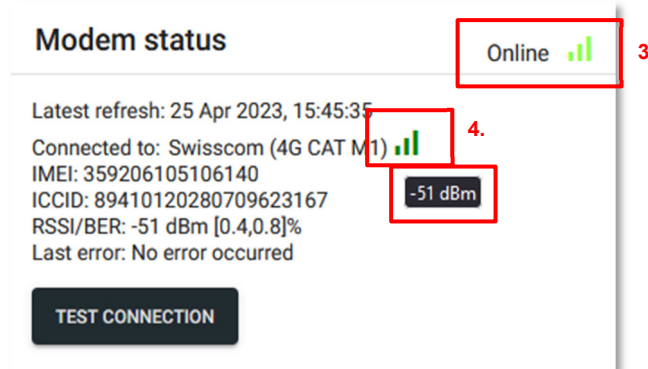 Modem status
Online
3
Latest refresh: 25 Apr 2023, 15:45:35
4.
Connected to: Swisscom (4G CAT M1)
IMEI: 359206105106140
ICCID: 89410120280709623167
-51 dBm
RSSI/BER: -51 dBm [0.4,0.8]%
Last error: No error occurred
TEST CONNECTION